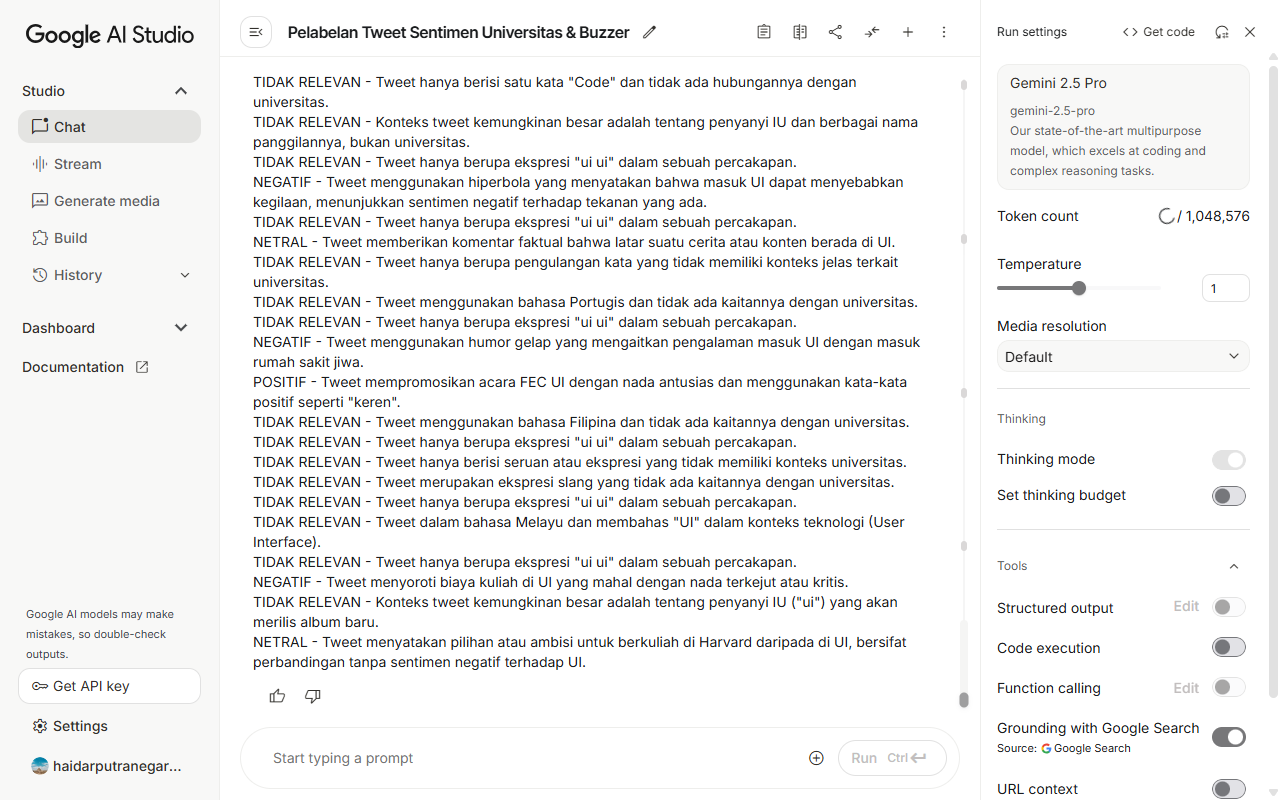 Google AI Studio
Studio
Chat
Stream
Generate media
Build
History
Dashboard
Documentation
Google AI models may make
mistakes, so double-check
outputs.
Get API key
Settings
haidarputranegar...
Pelabelan Tweet Sentimen Universitas & Buzzer
TIDAK RELEVAN - Tweet hanya berisi satu kata "Code" dan tidak ada hubungannya dengan
universitas.
TIDAK RELEVAN - Konteks tweet kemungkinan besar adalah tentang penyanyi IU dan berbagai nama
panggilannya, bukan universitas.
TIDAK RELEVAN - Tweet hanya berupa ekspresi "ui ui" dalam sebuah percakapan.
NEGATIF - Tweet menggunakan hiperbola yang menyatakan bahwa masuk UI dapat menyebabkan
kegilaan, menunjukkan sentimen negatif terhadap tekanan yang ada.
TIDAK RELEVAN - Tweet hanya berupa ekspresi "ui ui" dalam sebuah percakapan.
NETRAL - Tweet memberikan komentar faktual bahwa latar suatu cerita atau konten berada di UI.
TIDAK RELEVAN - Tweet hanya berupa pengulangan kata yang tidak memiliki konteks jelas terkait
universitas.
TIDAK RELEVAN - Tweet menggunakan bahasa Portugis dan tidak ada kaitannya dengan universitas.
TIDAK RELEVAN - Tweet hanya berupa ekspresi "ui ui" dalam sebuah percakapan.
NEGATIF - Tweet menggunakan humor gelap yang mengaitkan pengalaman masuk UI dengan masuk
rumah sakit jiwa.
POSITIF - Tweet mempromosikan acara FEC UI dengan nada antusias dan menggunakan kata-kata
positif seperti "keren".
TIDAK RELEVAN - Tweet menggunakan bahasa Filipina dan tidak ada kaitannya dengan universitas.
TIDAK RELEVAN - Tweet hanya berupa ekspresi "ui ui" dalam sebuah percakapan.
TIDAK RELEVAN - Tweet hanya berisi seruan atau ekspresi yang tidak memiliki konteks universitas.
TIDAK RELEVAN - Tweet merupakan ekspresi slang yang tidak ada kaitannya dengan universitas.
TIDAK RELEVAN - Tweet hanya berupa ekspresi "ui ui" dalam sebuah percakapan.
TIDAK RELEVAN - Tweet dalam bahasa Melayu dan membahas "UI" dalam konteks teknologi (User
Interface).
TIDAK RELEVAN - Tweet hanya berupa ekspresi "ui ui" dalam sebuah percakapan.
NEGATIF - Tweet menyoroti biaya kuliah di UI yang mahal dengan nada terkejut atau kritis.
TIDAK RELEVAN - Konteks tweet kemungkinan besar adalah tentang penyanyi IU ("ui") yang akan
merilis album baru.
NETRAL - Tweet menyatakan pilihan atau ambisi untuk berkuliah di Harvard daripada di UI, bersifat
perbandingan tanpa sentimen negatif terhadap UI.
Start typing a prompt
Run Ctrl
Run settings
Get code
Gemini 2.5 Pro
gemini-2.5-pro
Our state-of-the-art multipurpose
model, which excels at coding and
complex reasoning tasks.
Token count / 1,048,576
Temperature
1
Media resolution
Default
Thinking
Thinking mode
Set thinking budget
Tools
Structured output Edit
Code execution
Function calling Edit
Grounding with Google Search
Source: Google Search
URL context